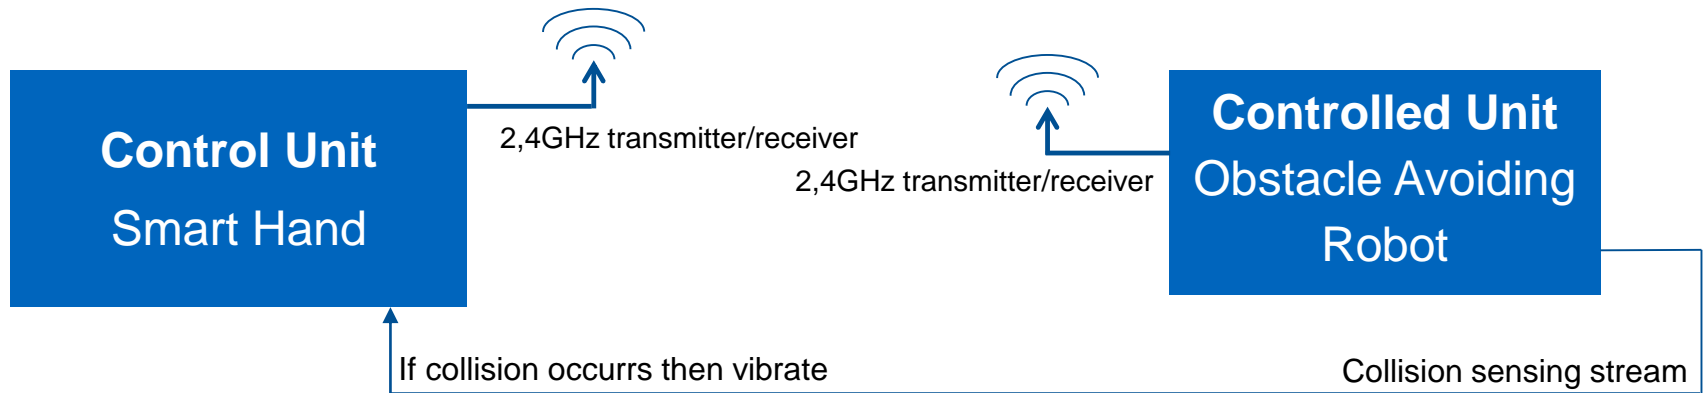 Control Unit
Smart Hand
2,4GHz transmitter/receiver
2,4GHz transmitter/receiver
Controlled Unit
Obstacle Avoiding
Robot
If collision occurrs then vibrate
Collision sensing stream